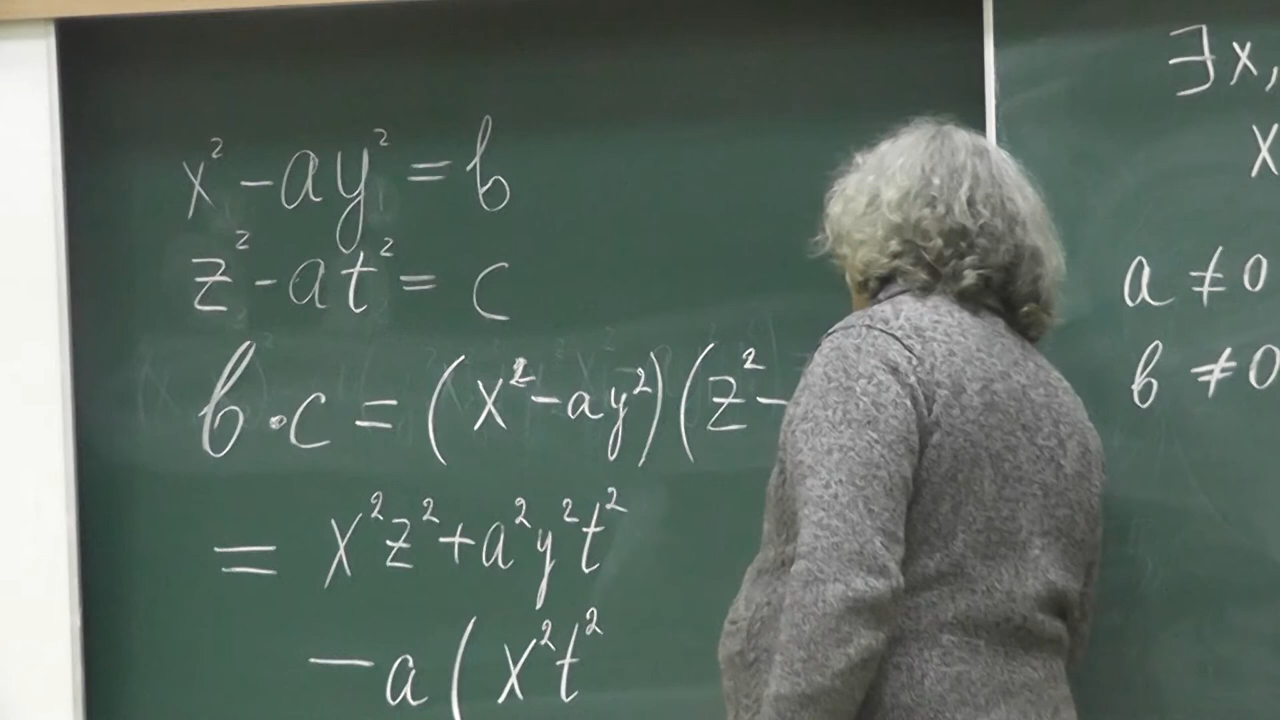 x² - ay² = b
z² - at² = c
b · c = (x² - ay²)(z² -
= x²z² + a²y²t²
- a(x²t²
∃x,
x
a ≠ 0
b ≠ 0